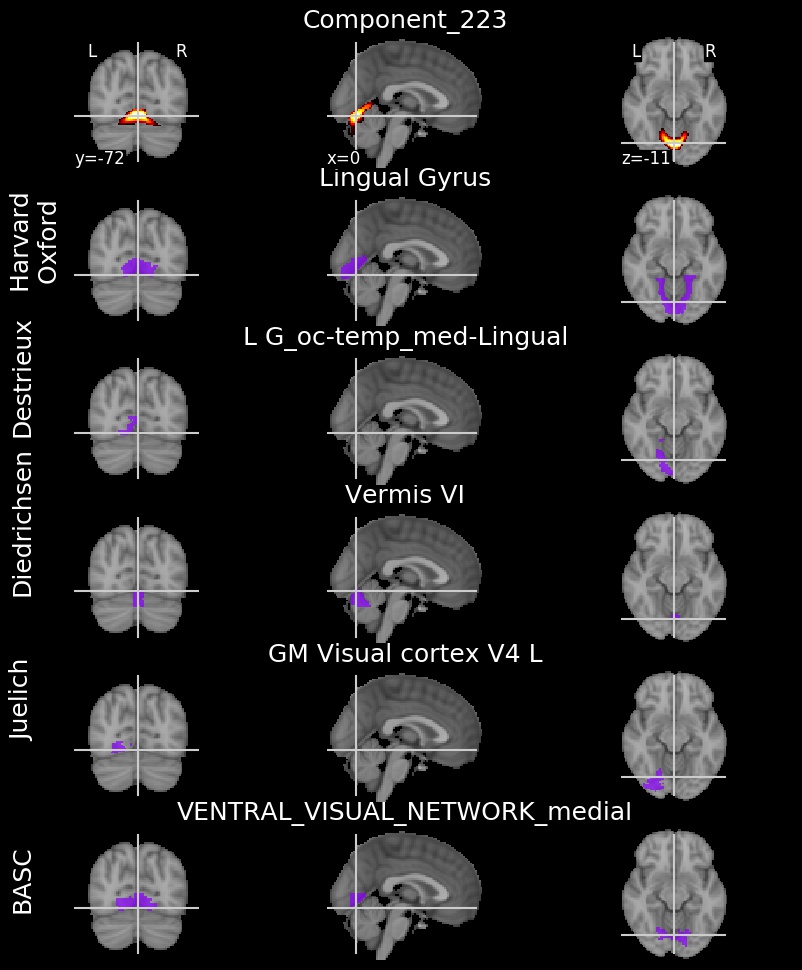 Component_223
L R
L R
y=-72
x=0
z=-11
Lingual Gyrus
Harvard
Oxford
L G_oc-temp_med-Lingual
Destrieux
Vermis VI
Diedrichsen
GM Visual cortex V4 L
Juelich
VENTRAL_VISUAL_NETWORK_medial
BASC